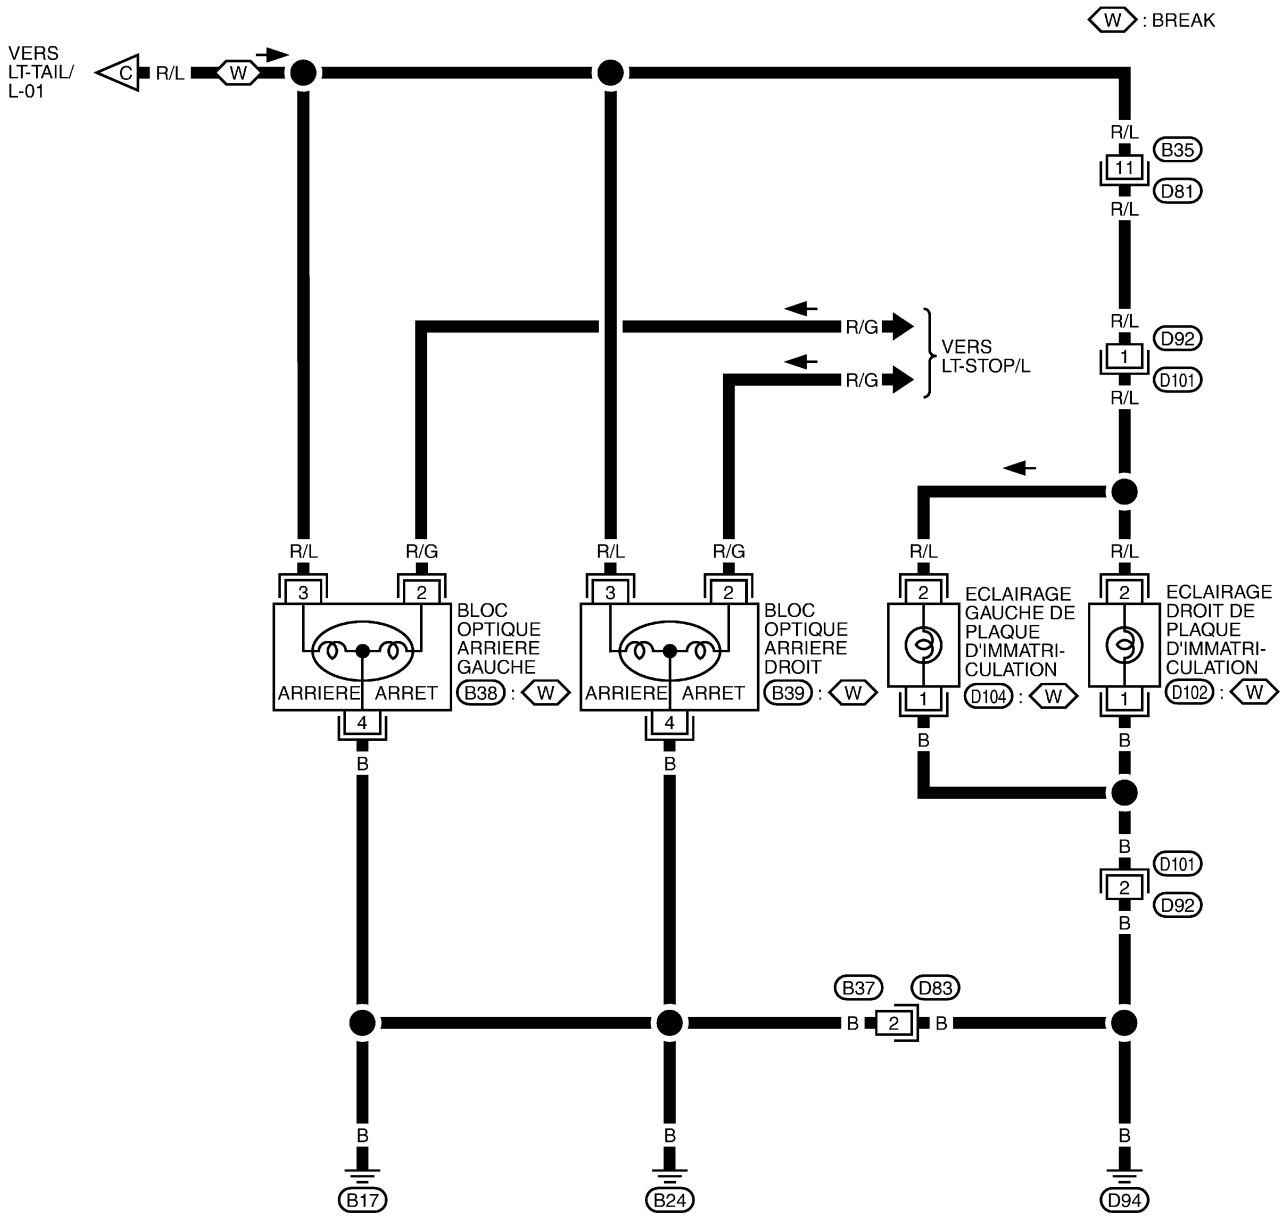 W : BREAK
VERS
LT-TAIL/
L-01
C
R/L
W
R/L
11
B35
D81
R/L
R/L
R/G
VERS
LT-STOP/L
R/G
1
D92
D101
R/L
R/L
R/G
R/L
R/G
R/L
R/L
3
2
3
2
2
2
BLOC
OPTIQUE
ARRIERE
GAUCHE
B38 : W
ARRIERE
ARRET
BLOC
OPTIQUE
ARRIERE
DROIT
B39 : W
ARRIERE
ARRET
ECLAIRAGE
GAUCHE DE
PLAQUE
D'IMMATRI-
CULATION
D104 : W
ECLAIRAGE
DROIT DE
PLAQUE
D'IMMATRI-
CULATION
D102 : W
1
1
4
4
B
B
B
B
B
D101
2
D92
B
B37
D83
B
2
B
B
B
B
B17
B24
D94